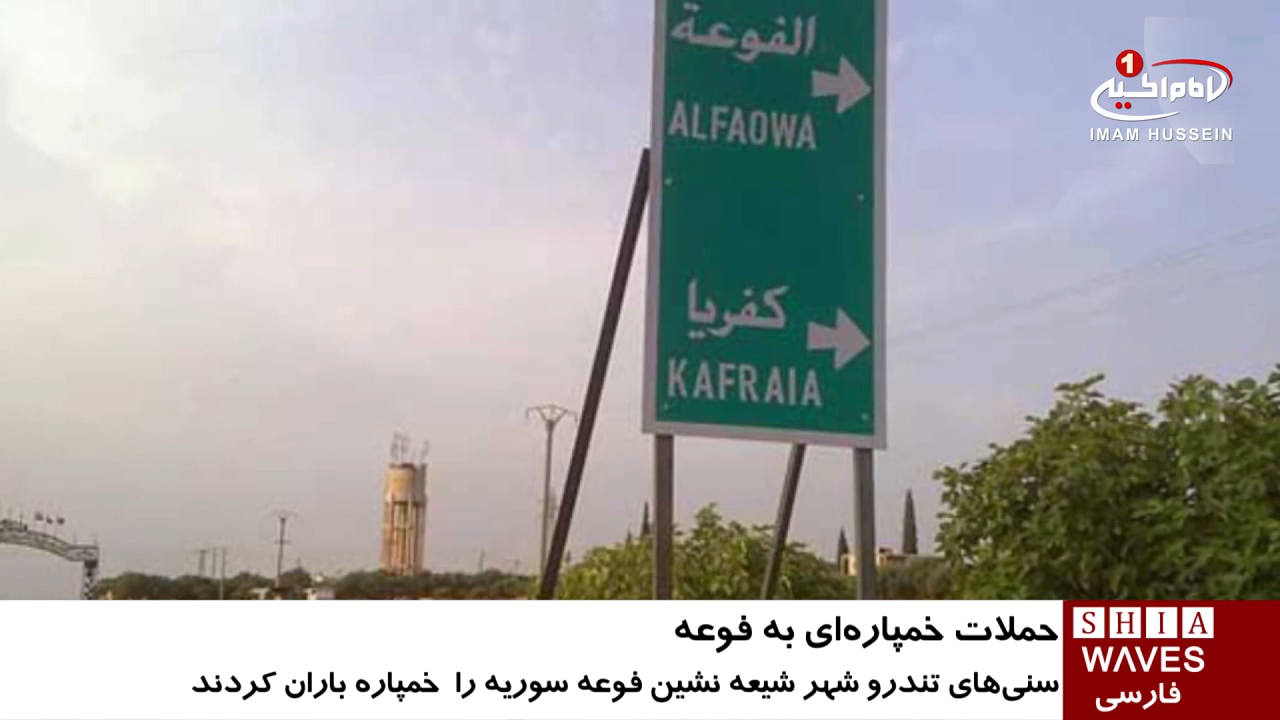 الفوعة
ALFAOWA
كفريا
KAFRAIA
1
امام حسین
IMAM HUSSEIN
حملات خمپاره‌ای به فوعه
سنی‌های تندرو شهر شیعه نشین فوعه سوریه را خمپاره باران کردند
SHIA
WAVES
فارسی